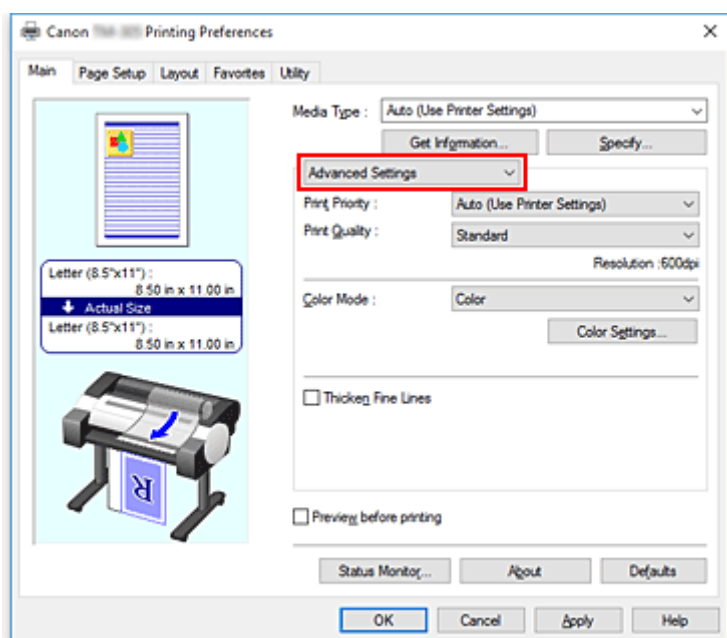 Canon Printing Preferences
Main Page Setup Layout Favorites Utility
Media Type : Auto (Use Printer Settings)
Get Information... Specify...
Advanced Settings
Print Priority : Auto (Use Printer Settings)
Print Quality : Standard
Resolution :600dpi
Letter (8.5"x11") :
8.50 in x 11.00 in
Actual Size
Letter (8.5"x11") :
8.50 in x 11.00 in
Color Mode : Color
Color Settings...
Thicken Fine Lines
R
Preview before printing
Status Monitor... About Defaults
OK Cancel Apply Help